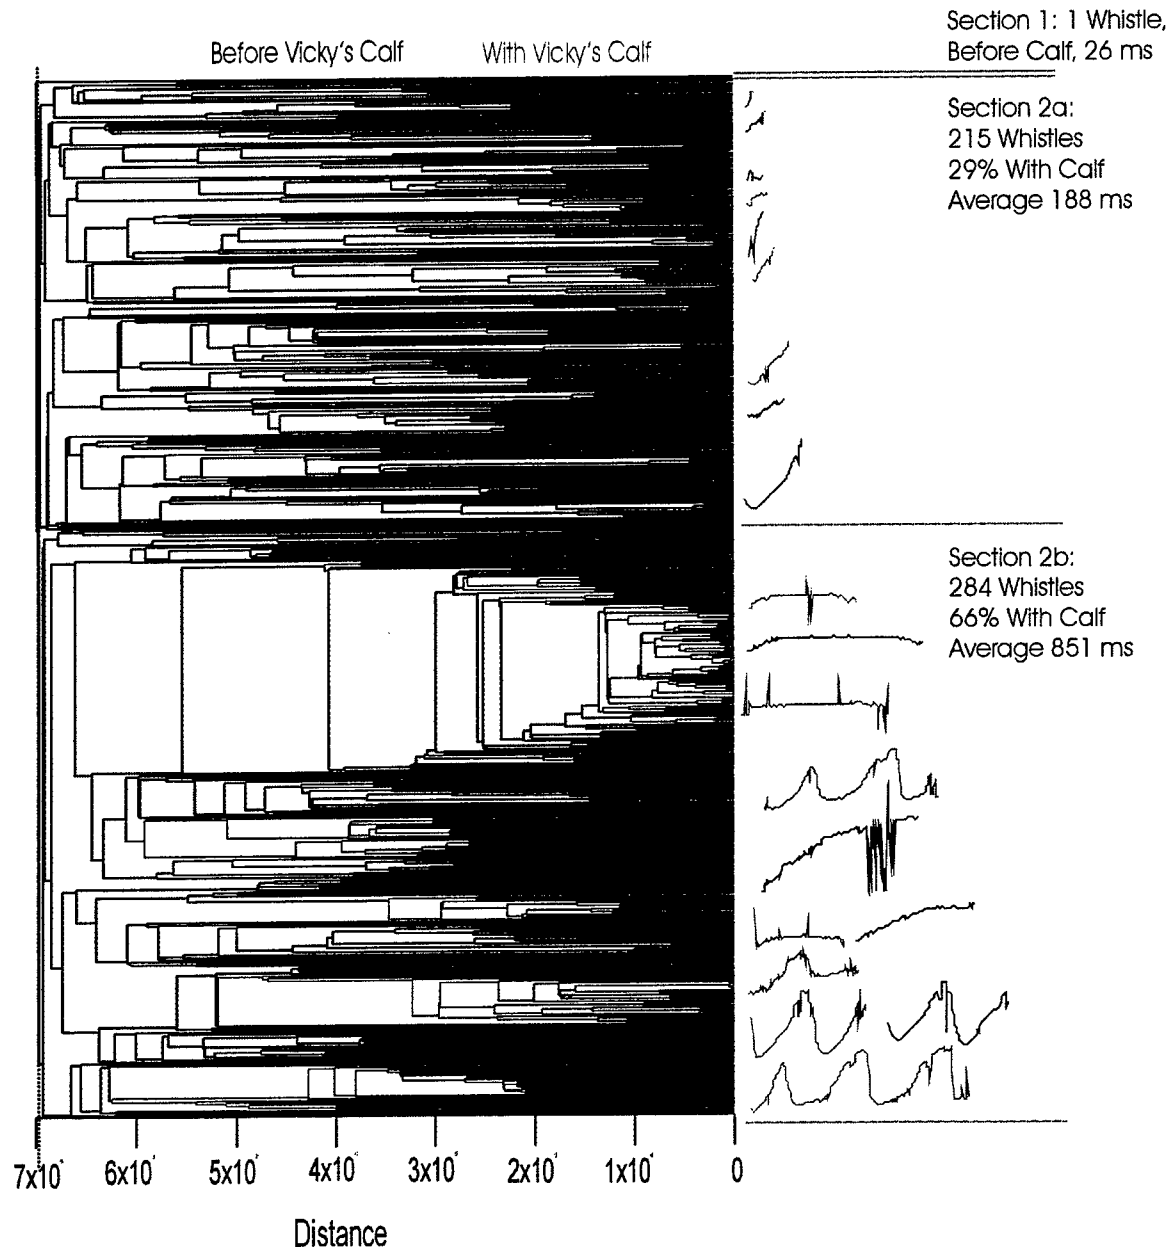 Before Vicky's Calf
With Vicky's Calf
Section 1: 1 Whistle,
Before Calf, 26 ms
Section 2a:
215 Whistles
29% With Calf
Average 188 ms
Section 2b:
284 Whistles
66% With Calf
Average 851 ms
7x10 6x10 5x10 4x10 3x10 2x10 1x10 0
Distance